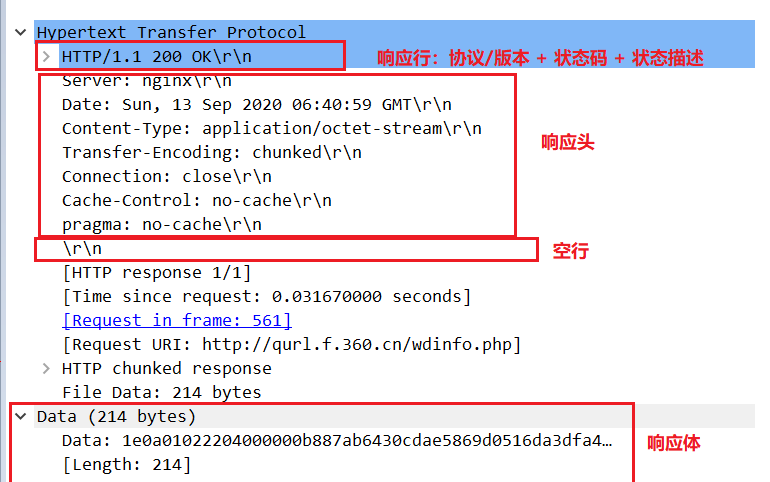 Hypertext Transfer Protocol
HTTP/1.1 200 OK\r\n 响应行：协议/版本 + 状态码 + 状态描述
Server: nginx\r\n
Date: Sun, 13 Sep 2020 06:40:59 GMT\r\n
Content-Type: application/octet-stream\r\n
响应头
Transfer-Encoding: chunked\r\n
Connection: close\r\n
Cache-Control: no-cache\r\n
pragma: no-cache\r\n
\r\n 空行
[HTTP response 1/1]
[Time since request: 0.031670000 seconds]
[Request in frame: 561]
[Request URI: http://qurl.f.360.cn/wdinfo.php]
HTTP chunked response
File Data: 214 bytes
Data (214 bytes)
Data: 1e0a01022204000000b887ab6430cdae5869d0516da3dfa4… 响应体
[Length: 214]